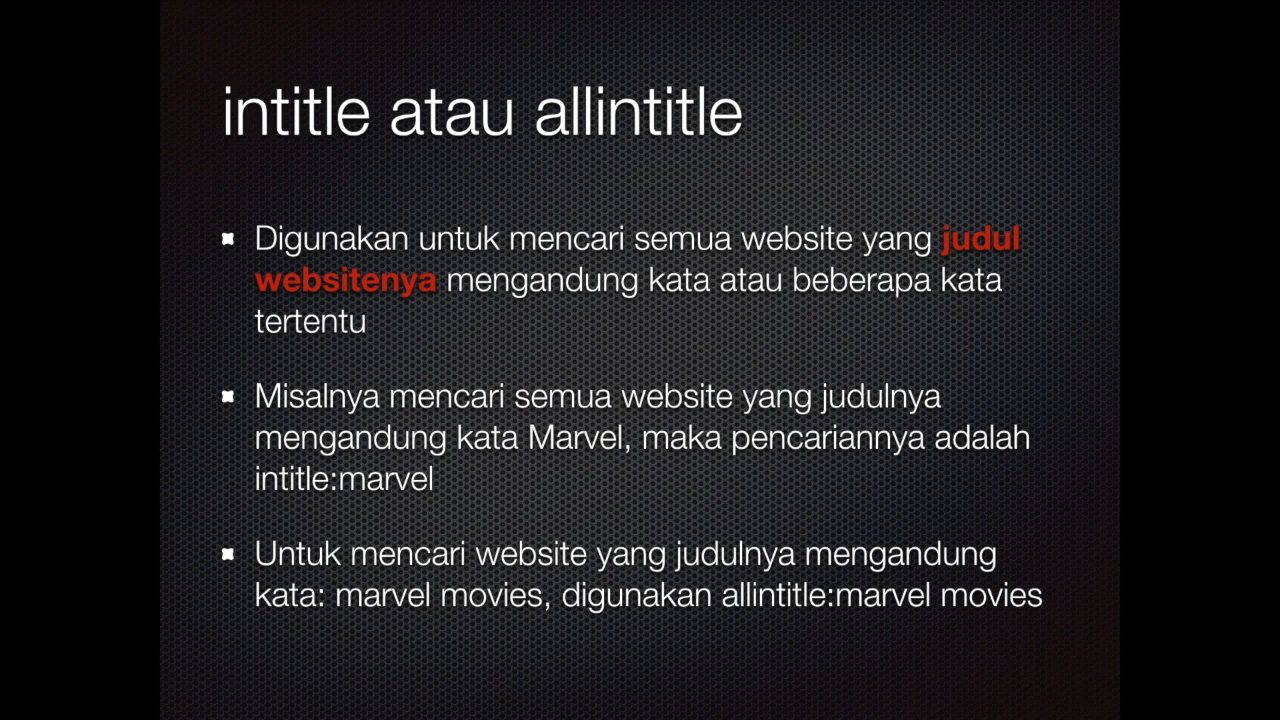 intitle atau allintitle
Digunakan untuk mencari semua website yang judul
websitenya mengandung kata atau beberapa kata
tertentu
Misalnya mencari semua website yang judulnya
mengandung kata Marvel, maka pencariannya adalah
intitle:marvel
Untuk mencari website yang judulnya mengandung
kata: marvel movies, digunakan allintitle:marvel movies